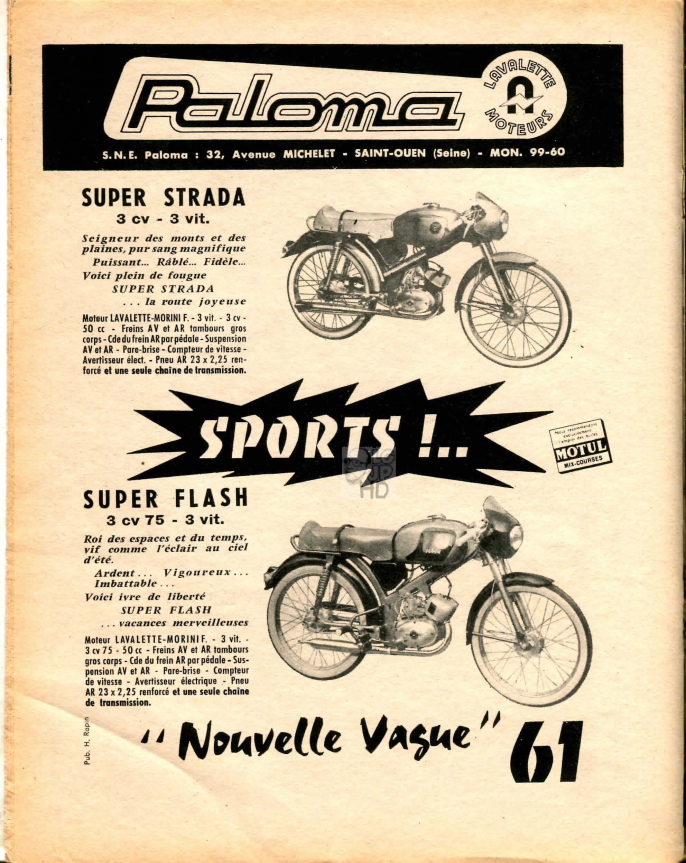 Paloma
LAVALETTE
MOTEURS
S.N.E. Paloma : 32, Avenue MICHELET - SAINT-OUEN (Seine) - MON. 99-60
SUPER STRADA
3 cv - 3 vit.
Seigneur des monts et des
plaines, pur sang magnifique
Puissant... Râblé... Fidèle...
Voici plein de fougue
SUPER STRADA
... la route joyeuse
Moteur LAVALETTE-MORINI F. - 3 vit. - 3 cv -
50 cc - Freins AV et AR tambours gros
corps - Cde du frein AR par pédale - Suspension
AV et AR - Pare-brise - Compteur de vitesse -
Avertisseur élect. - Pneu AR 23 x 2,25 ren-
forcé et une seule chaîne de transmission.
SPORTS !..
Nous recommandons
exclusivement
l'emploi des huiles
MOTUL
MIX-COURSES
SUPER FLASH
3 cv 75 - 3 vit.
Roi des espaces et du temps,
vif comme l'éclair au ciel
d'été.
Ardent... Vigoureux...
Imbattable...
Voici ivre de liberté
SUPER FLASH
...vacances merveilleuses
Moteur LAVALETTE-MORINI F. - 3 vit. -
3 cv 75 - 50 cc - Freins AV et AR tambours
gros corps - Cde du frein AR par pédale - Sus-
pension AV et AR - Pare-brise - Compteur
de vitesse - Avertisseur électrique - Pneu
AR 23 x 2,25 renforcé et une seule chaîne
de transmission.
Pub. H. Rapin
"Nouvelle Vague" 61